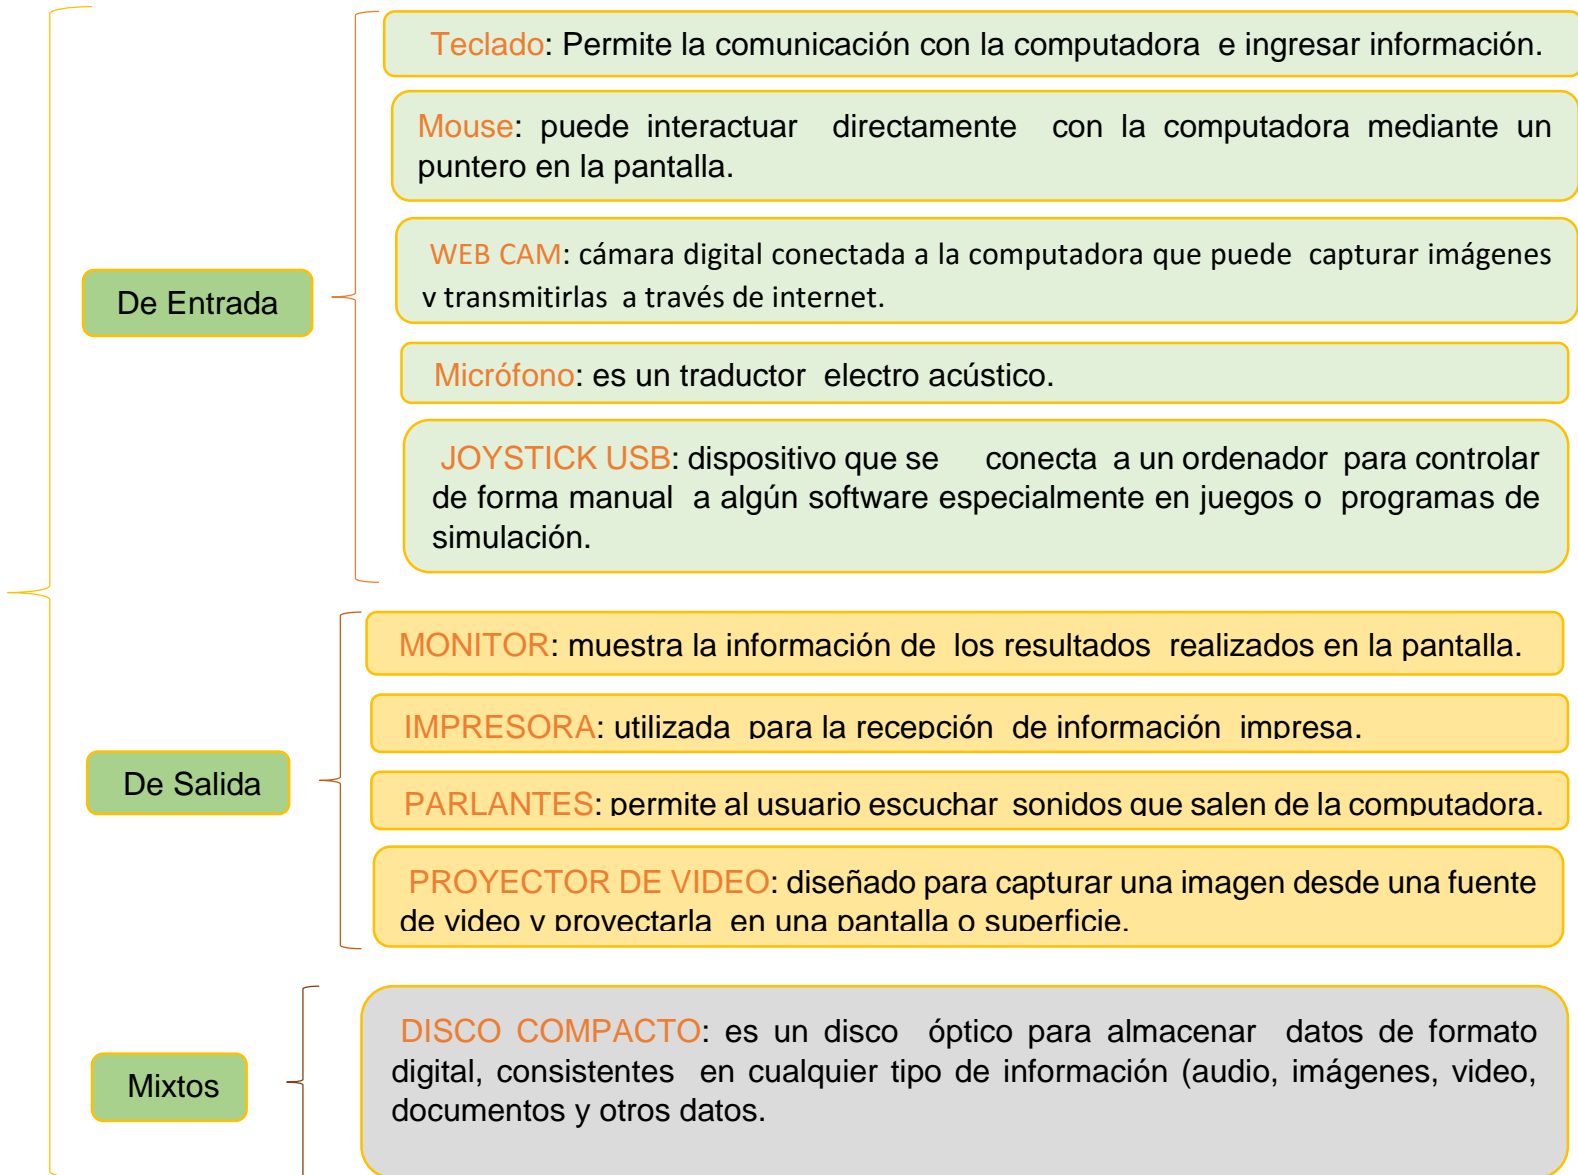 Teclado: Permite la comunicación con la computadora e ingresar información.
Mouse: puede interactuar directamente con la computadora mediante un
puntero en la pantalla.
WEB CAM: cámara digital conectada a la computadora que puede capturar imágenes
y transmitirlas a través de internet.
De Entrada
Micrófono: es un traductor electro acústico.
JOYSTICK USB: dispositivo que se conecta a un ordenador para controlar
de forma manual a algún software especialmente en juegos o programas de
simulación.
MONITOR: muestra la información de los resultados realizados en la pantalla.
IMPRESORA: utilizada para la recepción de información impresa.
De Salida
PARLANTES: permite al usuario escuchar sonidos que salen de la computadora.
PROYECTOR DE VIDEO: diseñado para capturar una imagen desde una fuente
de video y proyectarla en una pantalla o superficie.
Mixtos
DISCO COMPACTO: es un disco óptico para almacenar datos de formato
digital, consistentes en cualquier tipo de información (audio, imágenes, video,
documentos y otros datos.